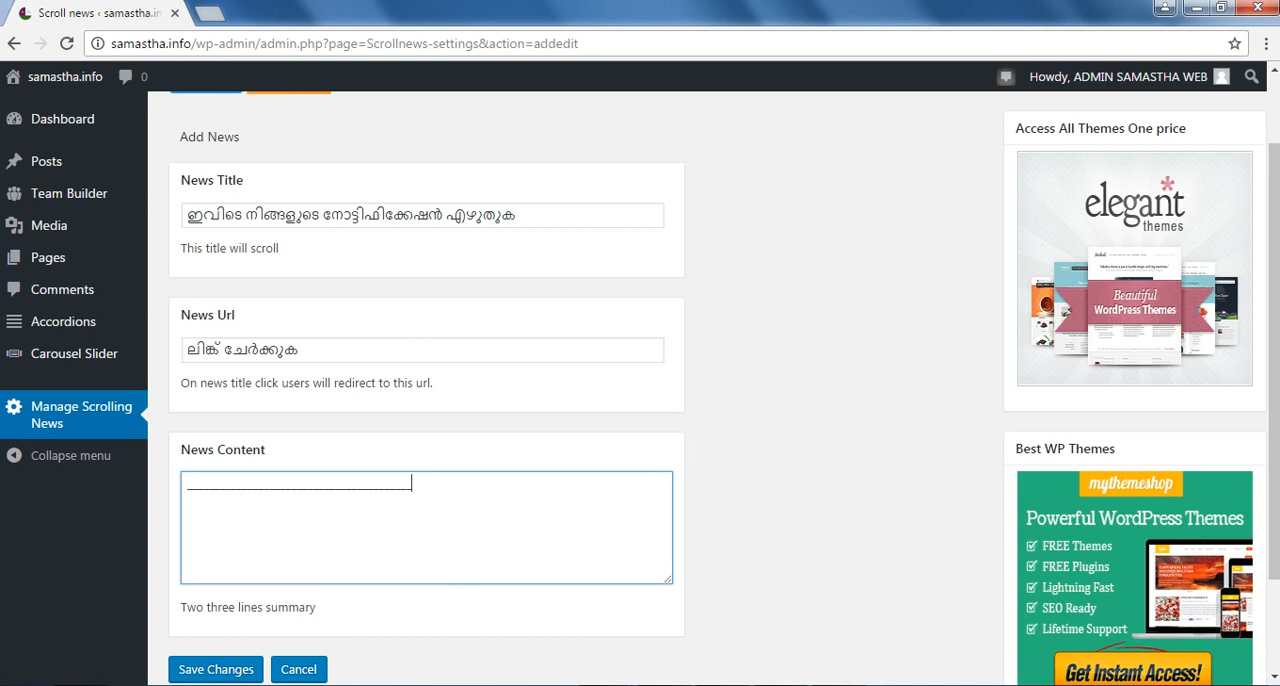 Scroll news ‹ samastha.in
samastha.info/wp-admin/admin.php?page=Scrollnews-settings&action=addedit
samastha.info 0
Howdy, ADMIN SAMASTHA WEB
Dashboard
Posts
Team Builder
Media
Pages
Comments
Accordions
Carousel Slider
Manage Scrolling
News
Collapse menu
Add News
News Title
ഇവിടെ നിങ്ങളുടെ നോട്ടിഫിക്കേഷൻ എഴുതുക
This title will scroll
News Url
ലിങ്ക് ചേർക്കുക
On news title click users will redirect to this url.
News Content
Two three lines summary
Save Changes Cancel
Access All Themes One price
elegant
themes
Beautiful
WordPress Themes
Best WP Themes
mythemeshop
Powerful WordPress Themes
FREE Themes
FREE Plugins
Lightning Fast
SEO Ready
Lifetime Support
Get Instant Access!